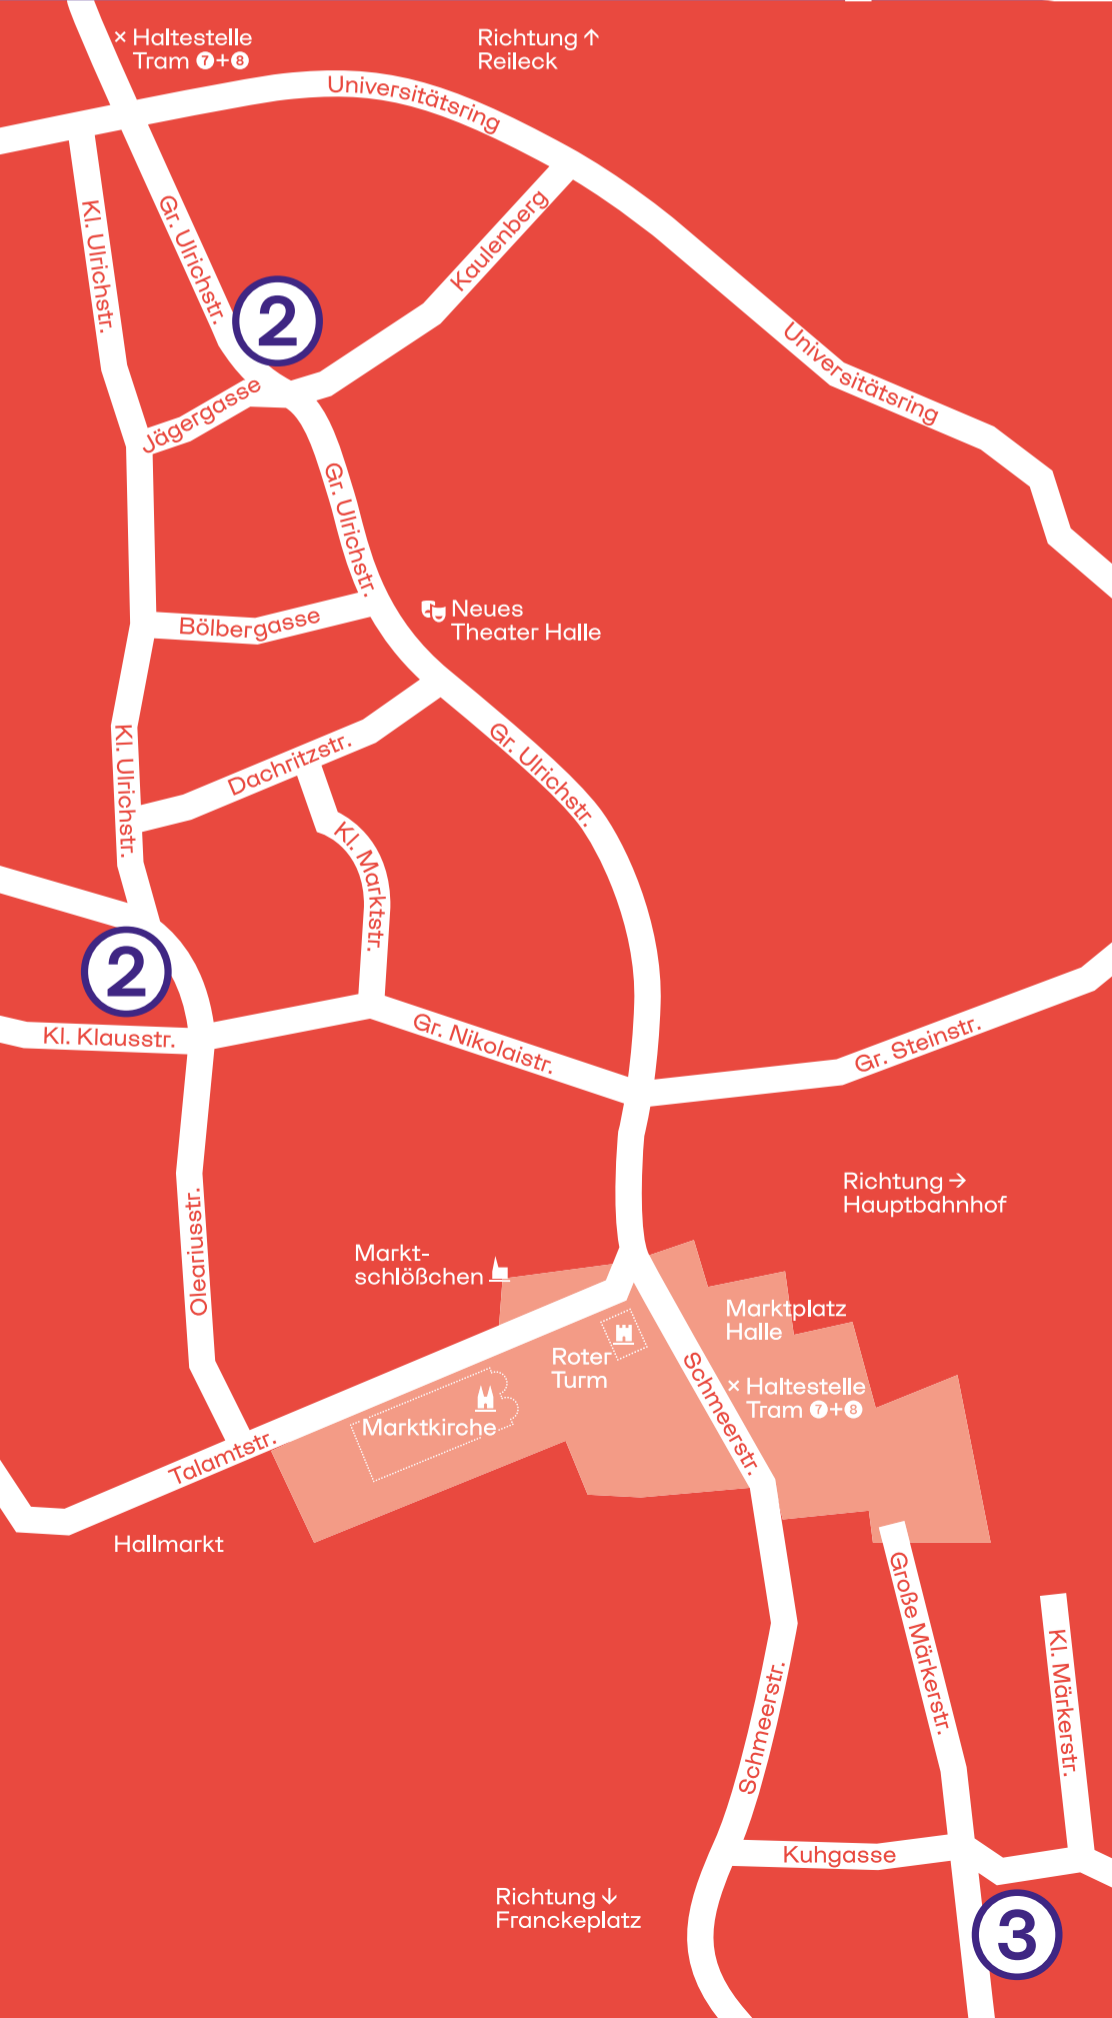 × Haltestelle
Tram 7+8
Richtung ↑
Reileck
Universitätsring
Kl. Ulrichstr.
Gr. Ulrichstr.
Kaulenberg
2
Universitätsring
Jägergasse
Gr. Ulrichstr.
Neues
Theater Halle
Bölbergasse
Kl. Ulrichstr.
Dachritzstr.
Gr. Ulrichstr.
Kl. Marktstr.
2
Kl. Klausstr.
Gr. Nikolaistr.
Gr. Steinstr.
Richtung →
Hauptbahnhof
Oleariusstr.
Markt-
schlößchen
Marktplatz
Halle
Roter
Turm
Schmeerstr.
× Haltestelle
Tram 7+8
Marktkirche
Talamtstr.
Hallmarkt
Große Märkerstr.
Kl. Märkerstr.
Schmeerstr.
Kuhgasse
Richtung ↓
Franckeplatz
3